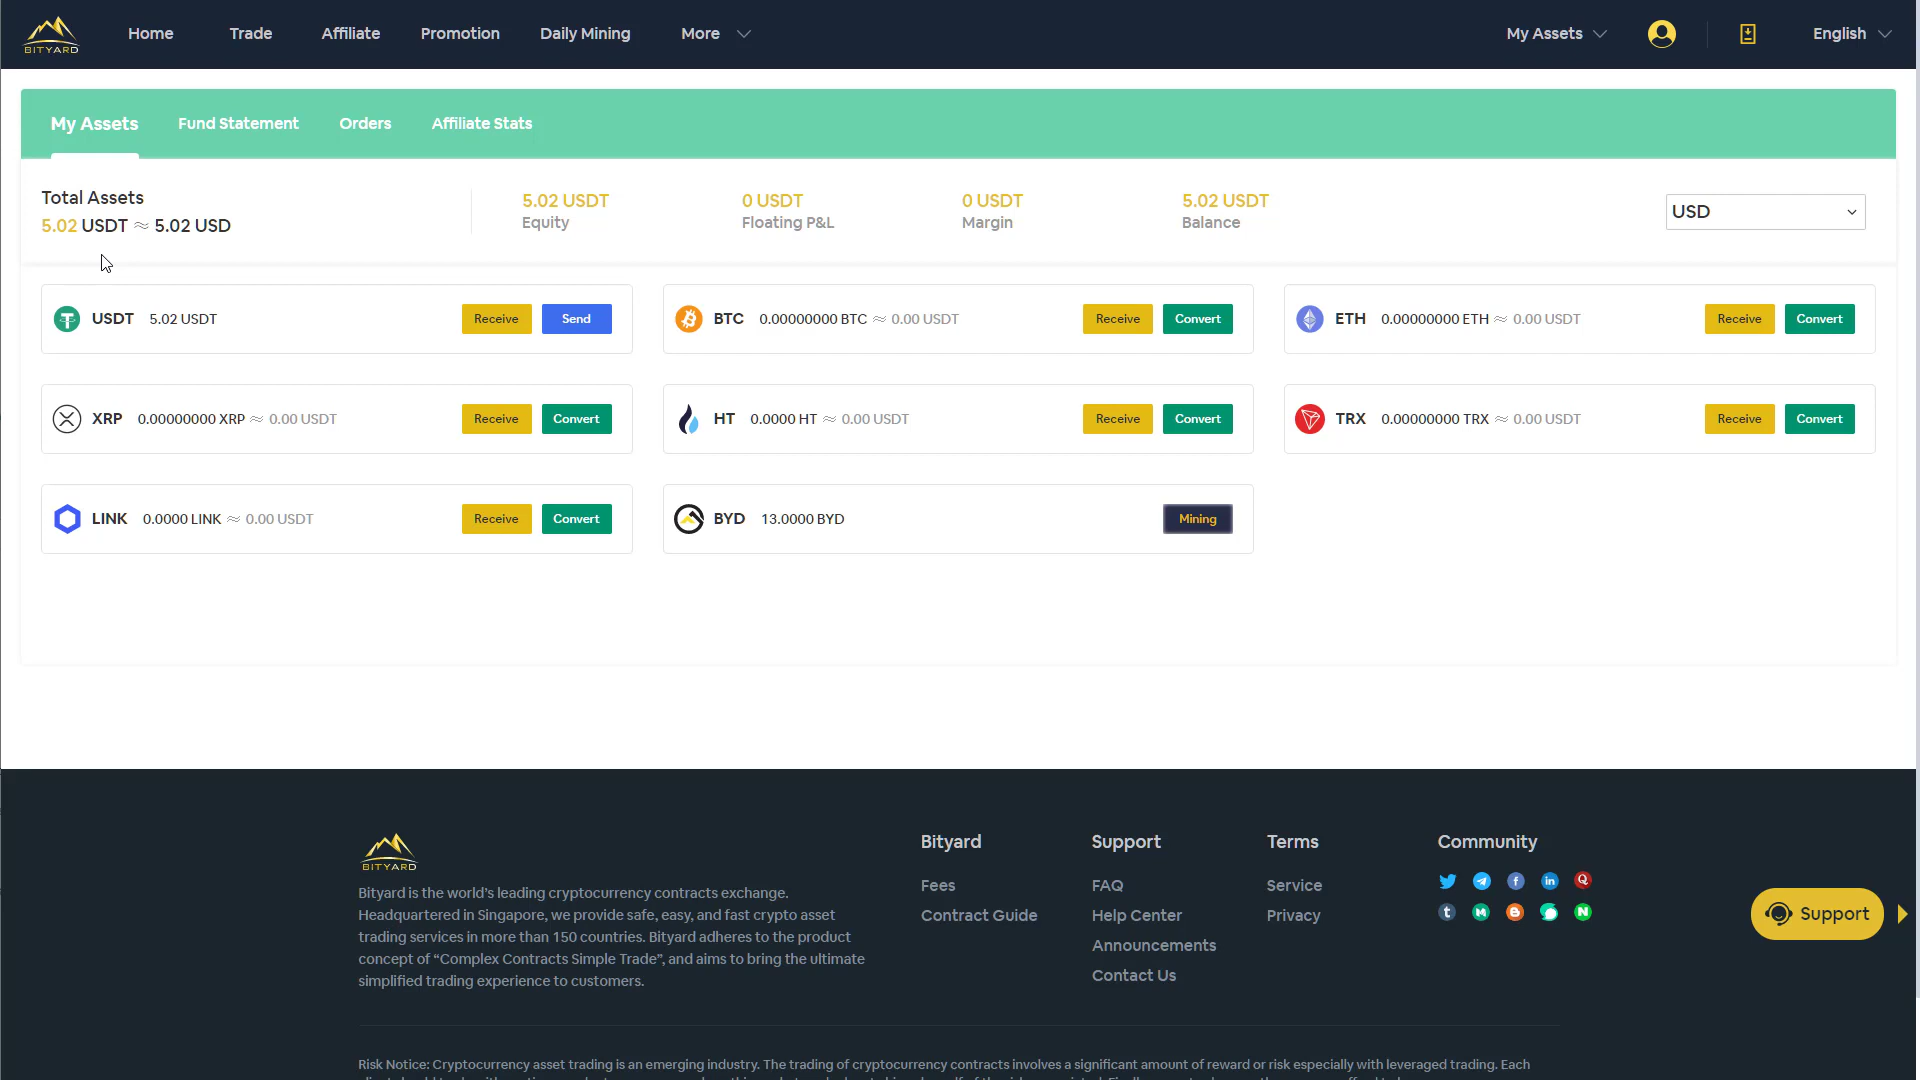 BITYARD
Home
Trade
Affiliate
Promotion
Daily Mining
More
My Assets
English
My Assets
Fund Statement
Orders
Affiliate Stats
Total Assets
5.02 USDT ≈ 5.02 USD
5.02 USDT
Equity
0 USDT
Floating P&L
0 USDT
Margin
5.02 USDT
Balance
USD
USDT 5.02 USDT
Receive
Send
BTC 0.00000000 BTC ≈ 0.00 USDT
Receive
Convert
ETH 0.00000000 ETH ≈ 0.00 USDT
Receive
Convert
XRP 0.00000000 XRP ≈ 0.00 USDT
Receive
Convert
HT 0.0000 HT ≈ 0.00 USDT
Receive
Convert
TRX 0.00000000 TRX ≈ 0.00 USDT
Receive
Convert
LINK 0.0000 LINK ≈ 0.00 USDT
Receive
Convert
BYD 13.0000 BYD
Mining
BITYARD
Bityard is the world's leading cryptocurrency contracts exchange.
Headquartered in Singapore, we provide safe, easy, and fast crypto asset
trading services in more than 150 countries. Bityard adheres to the product
concept of “Complex Contracts Simple Trade”, and aims to bring the ultimate
simplified trading experience to customers.
Bityard
Fees
Contract Guide
Support
FAQ
Help Center
Announcements
Contact Us
Terms
Service
Privacy
Community
Support
Risk Notice: Cryptocurrency asset trading is an emerging industry. The trading of cryptocurrency contracts involves a significant amount of reward or risk especially with leveraged trading. Each